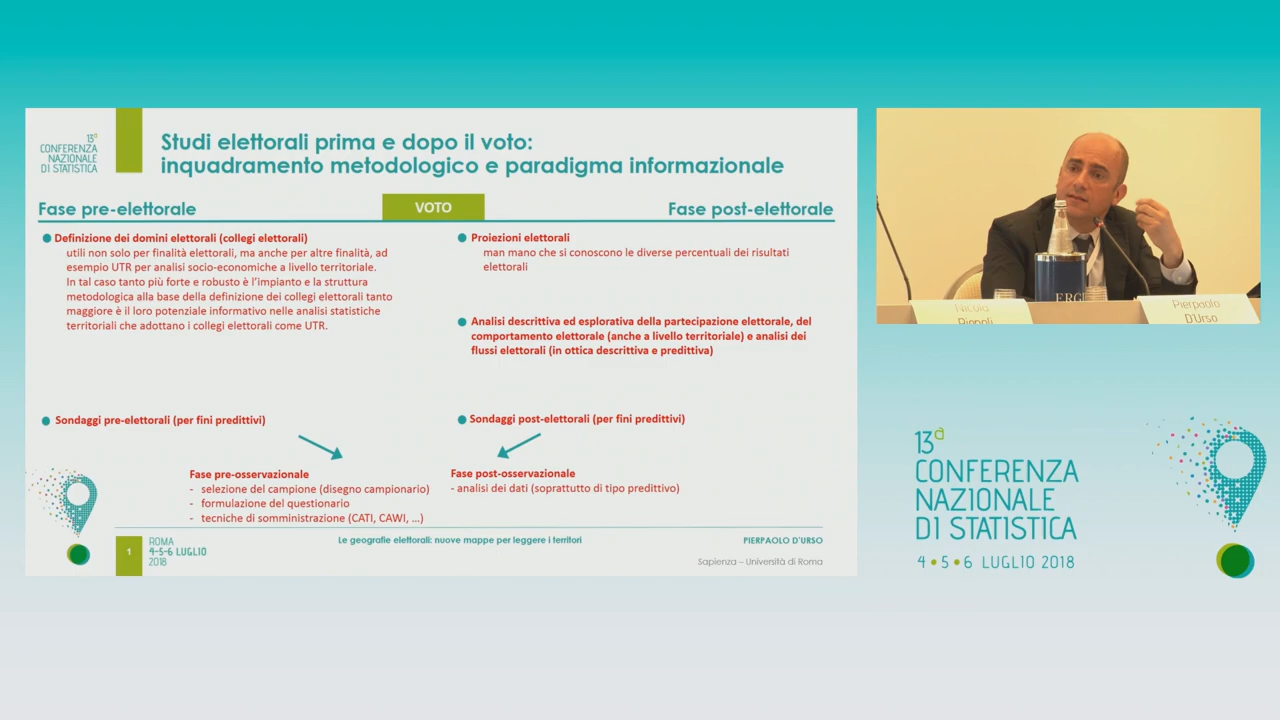 13ª
CONFERENZA
NAZIONALE
DI STATISTICA
Studi elettorali prima e dopo il voto:
inquadramento metodologico e paradigma informazionale
Fase pre-elettorale
VOTO
Fase post-elettorale
Definizione dei domini elettorali (collegi elettorali)
utili non solo per finalità elettorali, ma anche per altre finalità, ad
esempio UTR per analisi socio-economiche a livello territoriale.
In tal caso tanto più forte e robusto è l'impianto e la struttura
metodologica alla base della definizione dei collegi elettorali tanto
maggiore è il loro potenziale informativo nelle analisi statistiche
territoriali che adottano i collegi elettorali come UTR.
Sondaggi pre-elettorali (per fini predittivi)
Proiezioni elettorali
man mano che si conoscono le diverse percentuali dei risultati
elettorali
Analisi descrittiva ed esplorativa della partecipazione elettorale, del
comportamento elettorale (anche a livello territoriale) e analisi dei
flussi elettorali (in ottica descrittiva e predittiva)
Sondaggi post-elettorali (per fini predittivi)
Fase pre-osservazionale
- selezione del campione (disegno campionario)
- formulazione del questionario
- tecniche di somministrazione (CATI, CAWI, …)
Fase post-osservazionale
- analisi dei dati (soprattutto di tipo predittivo)
1
ROMA
4-5-6 LUGLIO
2018
Le geografie elettorali: nuove mappe per leggere i territori
PIERPAOLO D'URSO
Sapienza – Università di Roma
ERGI
Nicola
Piepoli
Pierpaolo
D'Urso
13ª
CONFERENZA
NAZIONALE
DI STATISTICA
4 • 5 • 6 LUGLIO 2018